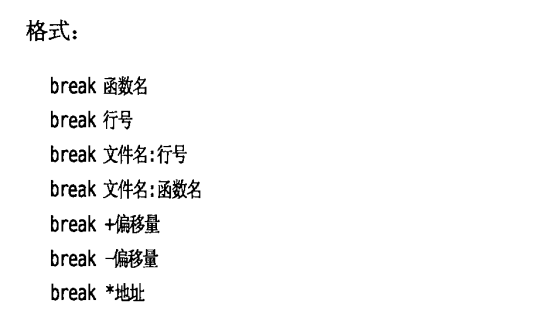 格式：
break 函数名
break 行号
break 文件名:行号
break 文件名:函数名
break +偏移量
break -偏移量
break *地址